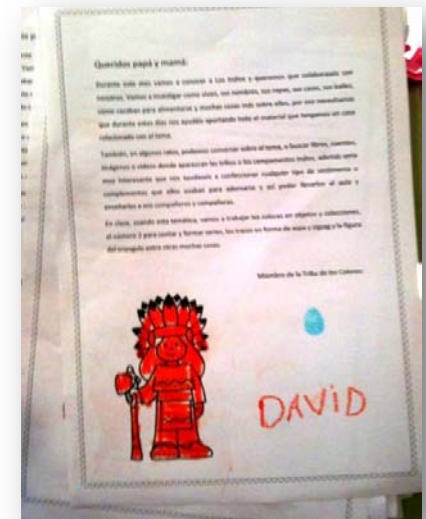 Queridos papá y mamá:
Durante este mes vamos a conocer a Los Indios y queremos que colaboréis con
nosotros. Vamos a investigar como viven, sus nombres, sus ropas, sus casas, sus bailes,
cómo cazaban para alimentarse y muchas cosas más sobre ellos, por eso necesitamos
que durante estos días nos ayudéis aportando todo el material que tengamos en casa
relacionado con el tema.
También, en algunos ratos, podemos conversar sobre el tema, o buscar libros, cuentos,
imágenes o videos donde aparezcan las tribus o los campamentos indios, además sería
muy interesante que nos ayudaseis a confeccionar cualquier tipo de vestimenta o
complementos que ellos usaban para adornarse y así poder llevarlos al aula y
enseñarlos a mis compañeros y compañeras.
En clase, usando esta temática, vamos a trabajar los colores en objetos y colecciones,
el número 3 para contar y formar series, los trazos en forma de aspa y zigzag y la figura
del triangulo entre otras muchas cosas.
Miembro de la Tribu de los Colores:
DAVID